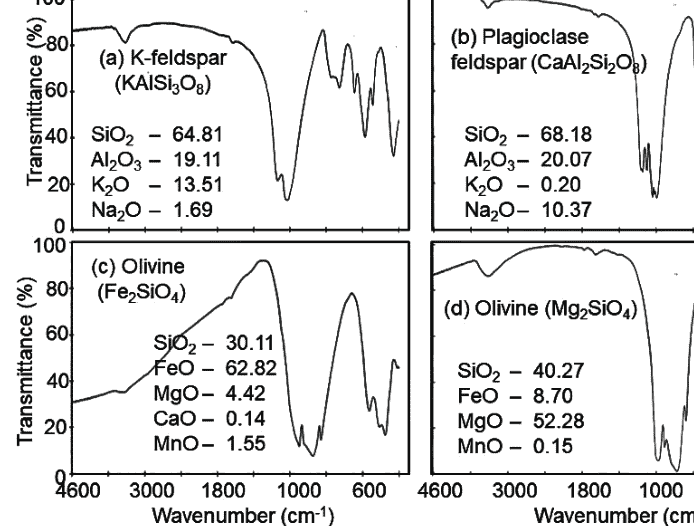 100
80
60
40
20
0
Transmittance (%)
(a) K-feldspar
(KAlSi₃O₈)
SiO₂ – 64.81
Al₂O₃ – 19.11
K₂O – 13.51
Na₂O – 1.69
(b) Plagioclase
feldspar (CaAl₂Si₂O₈)
SiO₂ – 68.18
Al₂O₃– 20.07
K₂O – 0.20
Na₂O– 10.37
100
80
60
40
20
0
Transmittance (%)
(c) Olivine
(Fe₂SiO₄)
SiO₂ – 30.11
FeO – 62.82
MgO – 4.42
CaO – 0.14
MnO – 1.55
4600 3000 1800 1000 600
Wavenumber (cm⁻¹)
(d) Olivine (Mg₂SiO₄)
SiO₂ – 40.27
FeO – 8.70
MgO – 52.28
MnO – 0.15
4600 3000 1800 1000
Wavenumber (cm